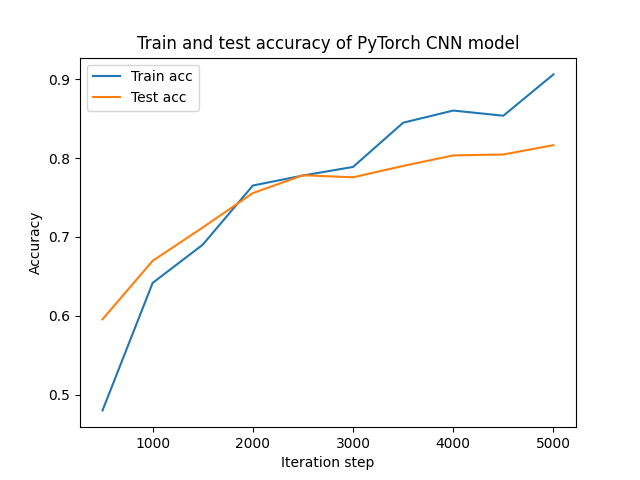 Train and test accuracy of PyTorch CNN model
Train acc
Test acc
0.9
0.8
0.7
0.6
0.5
Accuracy
1000 2000 3000 4000 5000
Iteration step